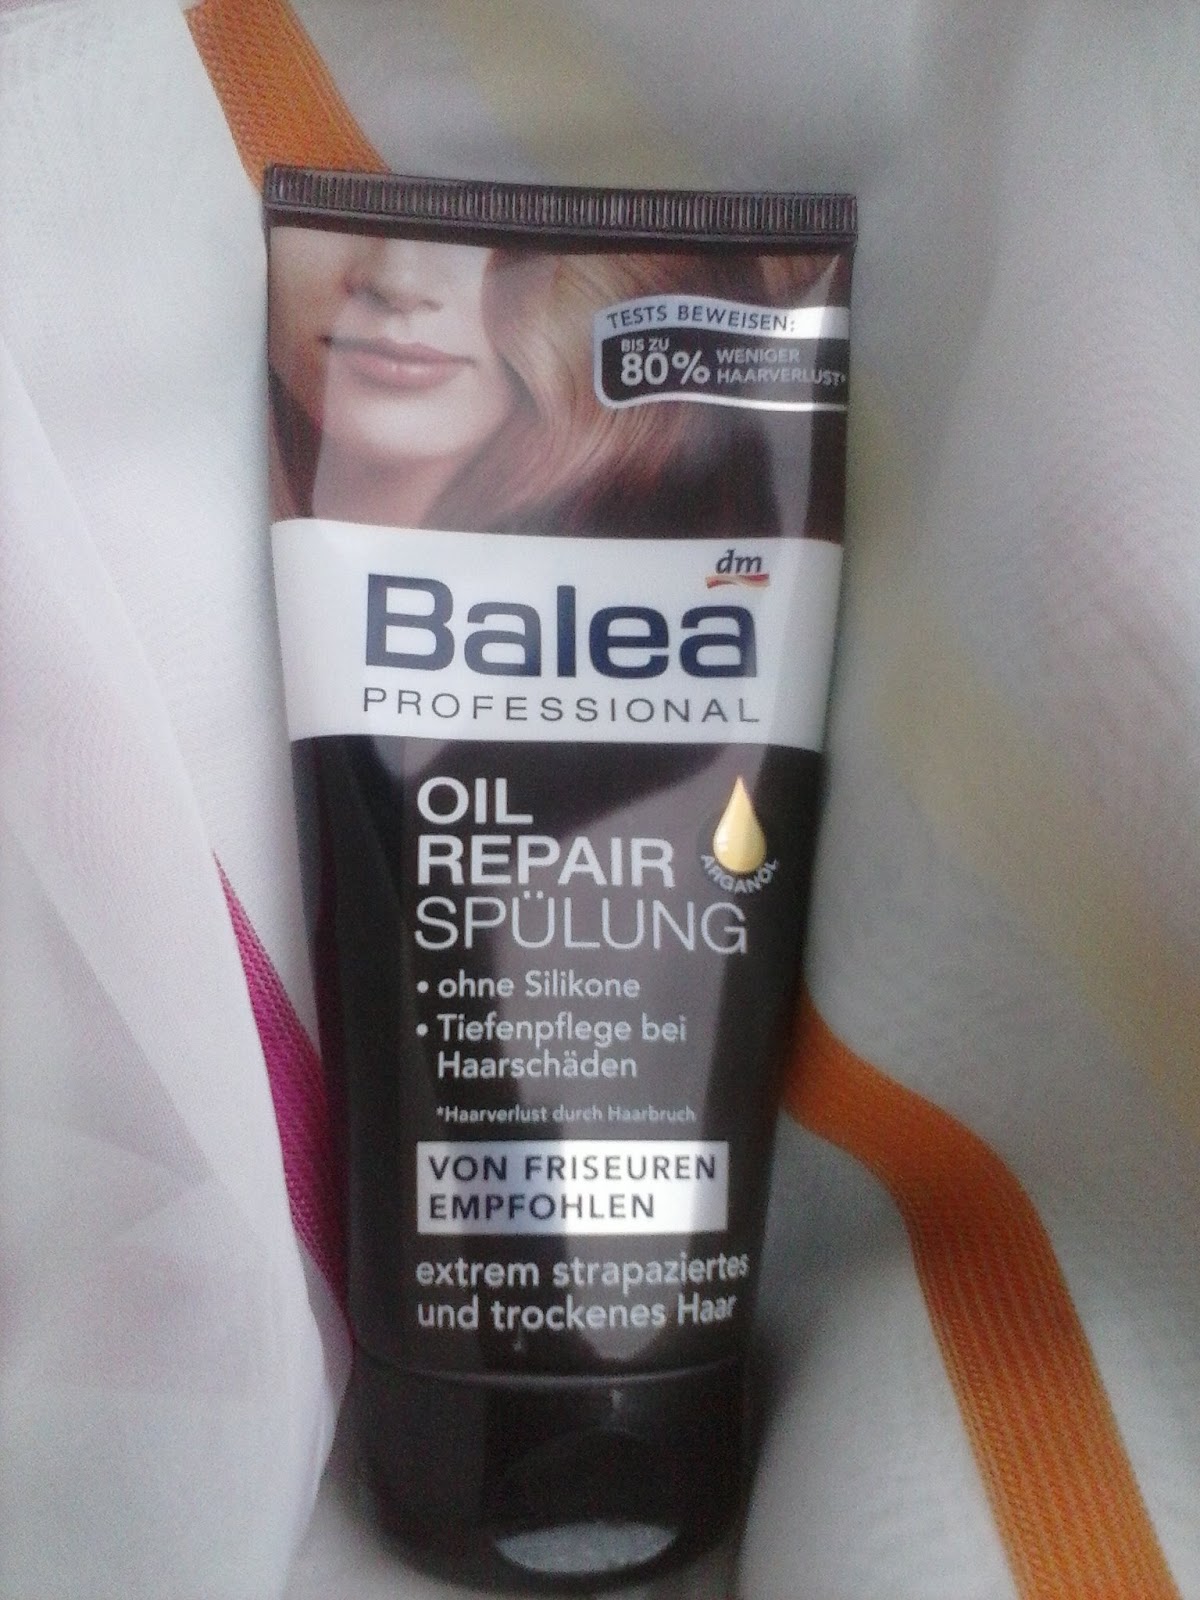 TESTS BEWEISEN:
BIS ZU
80% WENIGER
HAARVERLUST*
dm
Balea
PROFESSIONAL
OIL
REPAIR
SPÜLUNG
ARGANÖL
• ohne Silikone
• Tiefenpflege bei
Haarschäden
*Haarverlust durch Haarbruch
VON FRISEUREN
EMPFOHLEN
extrem strapaziertes
und trockenes Haar